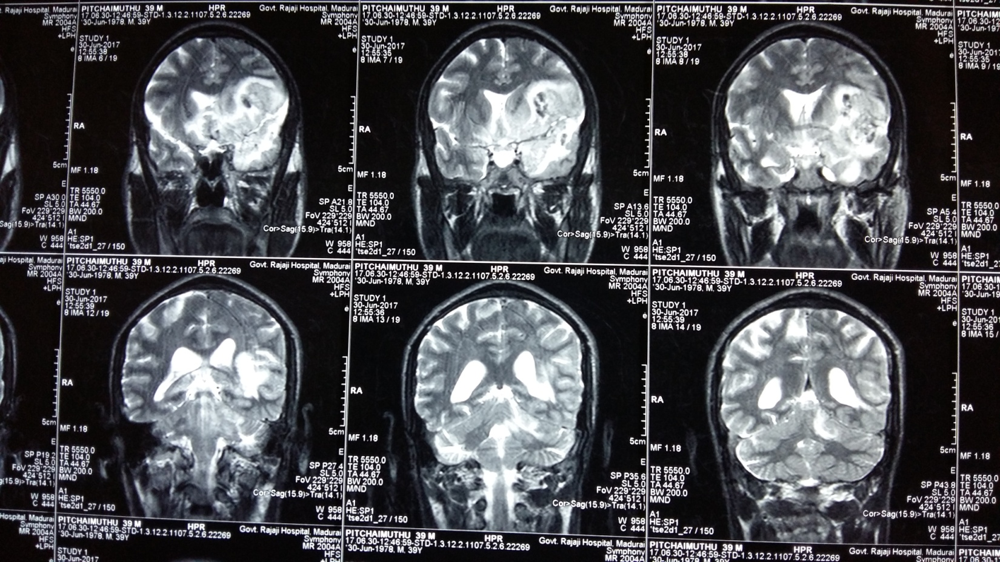 Govt. Rajaji Hospital, Madurai
Symphony
MR 2004A
HFS
+LPH
PITCHAIMUTHU 39 M HPR
17.06.30-12:46:59-STD-1.3.12.2.1107.5.2.6.22269
'30-Jun-1978, M, 39Y
STUDY 1
30-Jun-2017
12:55:38
8 IMA 6 / 19
RA
5cm
MF 1.18
E
TR 5550.0
TE 104.0
TA 44.67
BW 200.0
M/ND
A1
HE:SP1
*tse2d1_27 / 150
SP A30.0
SL 5.0
FoV 229*229
424*512 I
Sag(15.9)>Tra(14.1)
W 958
C 444
PITCHAIMUTHU 39 M HPR
17.06.30-12:46:59-STD-1.3.12.2.1107.5.2.6.22269
'30-Jun-1978, M, 39Y
Govt. Rajaji Hospital, Madurai
Symphony
MR 2004A
HFS
+LPH
STUDY 1
30-Jun-2017
12:55:35
8 IMA 7 / 19
RA
5cm
MF 1.18
E
TR 5550.0
TE 104.0
TA 44.67
BW 200.0
M/ND
A1
HE:SP1
*tse2d1_27 / 150
SP A21.8
SL 5.0
FoV 229*229
424*512 I
Cor>Sag(15.9)>Tra(14.1)
W 958
C 444
PITCHAIMUTHU 39 M HPR
17.06.30-12:46:59-STD-1.3.12.2.1107.5.2.6.22269
'30-Jun-1978, M, 39Y
Govt. Rajaji Hospital, Madurai
Symphony
MR 2004A
HFS
+LPH
STUDY 1
30-Jun-2017
12:55:38
8 IMA 8 / 19
RA
5cm
MF 1.18
E
TR 5550.0
TE 104.0
TA 44.67
BW 200.0
M/ND
A1
HE:SP1
*tse2d1_27 / 150
SP A13.6
SL 5.0
FoV 229*229
424*512 I
Cor>Sag(15.9)>Tra(14.1)
W 958
C 444
Govt. Rajaji Hospital, Madurai
Symphony
MR 2004A
HFS
+LPH
5cm
E
SP A5.4
SL 5.0
FoV 229*229
424*512 I
Cor>Sag(15.9)>Tra(14.1)
W 958
C 444
STUDY 1
12:55:35
8 IMA 9 / 19
RA
MF 1.18
TR 5550.0
TE 104.0
TA 44.67
BW 200.0
M/ND
A1
HE:SP1
PITCHAIMUTHU 39 M HPR
17.06.30-12:46:59-STD-1.3.12.2.1107.5.2.6.22269
'30-Jun-1978, M, 39Y
Govt. Rajaji Hospital, Madurai
Symphony
MR 2004A
HFS
+LPH
STUDY 1
30-Jun-2017
12:55:39
8 IMA 12 / 19
RA
5cm
MF 1.18
E
TR 5550.0
TE 104.0
TA 44.67
BW 200.0
M/ND
A1
HE:SP1
*tse2d1_27 / 150
SP P19.2
SL 5.0
FoV 229*229
424*512 I
W 958
C 444
PITCHAIMUTHU 39 M HPR
17.06.30-12:46:59-STD-1.3.12.2.1107.5.2.6.22269
'30-Jun-1978, M, 39Y
Govt. Rajaji Hospital, Madurai
Symphony
MR 2004A
HFS
+LPH
STUDY 1
30-Jun-2017
12:55:36
8 IMA 13 / 19
RA
5cm
MF 1.18
E
TR 5550.0
TE 104.0
TA 44.67
BW 200.0
M/ND
A1
HE:SP1
*tse2d1_27 / 150
SP P27.4
SL 5.0
FoV 229*229
424*512 I
Cor>Sag(15.9)>Tra(14.1)
W 958
C 444
PITCHAIMUTHU 39 M HPR
17.06.30-12:46:59-STD-1.3.12.2.1107.5.2.6.22269
'30-Jun-1978, M, 39Y
Govt. Rajaji Hospital, Madurai
Symphony
MR 2004A
HFS
+LPH
STUDY 1
30-Jun-2017
12:55:39
8 IMA 14 / 19
RA
5cm
MF 1.18
E
TR 5550.0
TE 104.0
TA 44.67
BW 200.0
M/ND
A1
HE:SP1
*tse2d1_27 / 150
SP P35.6
SL 5.0
FoV 229*229
424*512 I
Cor>Sag(15.9)>Tra(14.1)
W 958
C 444
STUDY 1
12:55:36
8 IMA 15 /
RA
5cm
MF 1.18
E
TR 5550.0
TE 104.0
TA 44.67
BW 200.0
M/ND
A1
HE:SP1
SP P43.8
SL 5.0
FoV 229*229
424*512 I
Cor>Sag(15.9)>Tra(14.1)
W 958
C 444
PITCHAIMUTHU 39 M HPR
17.06.30-12:46:59-STD-1.3.12.2.1107.5.2.6.22269
'30-Jun-1978, M, 39Y
Govt. Rajaji Hospital, Madurai
Symphony
MR 2004A
HFS
+LPH
STUDY 1
30-Jun-2017
PITCHAIMUTHU 39 M HPR
17.06.30-12:46:59-STD-1.3.12.2.1107.5.2.6.22269
'30-Jun-1978, M, 39Y
Govt. Rajaji Hospital, Madurai
Symphony
MR 2004A
HFS
PITCHAIMUTHU 39 M HPR
17.06.30-12:46:59-STD-1.3.12.2.1107.5.2.6.22269
'30-Jun-1978, M, 39Y
Govt. Rajaji Hospital, Madurai
Symphony